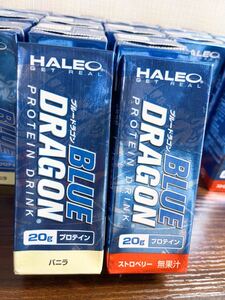 HALEO
GET REAL
ブルードラゴン
BLUE
DRAGON
PROTEIN DRINK
20g プロテイン
バニラ
HALEO
GET REAL
ブルードラゴン
BLUE
DRAGON
PROTEIN DRINK
20g プロテイン
ストロベリー 無果汁